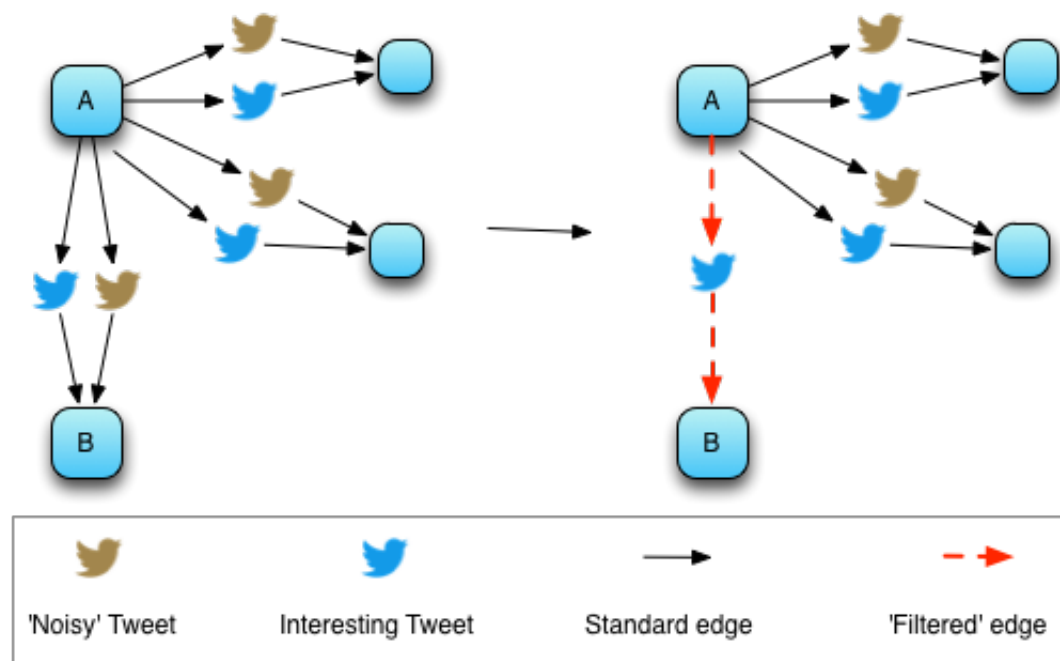 A
A
B
B
'Noisy' Tweet
Interesting Tweet
Standard edge
'Filtered' edge